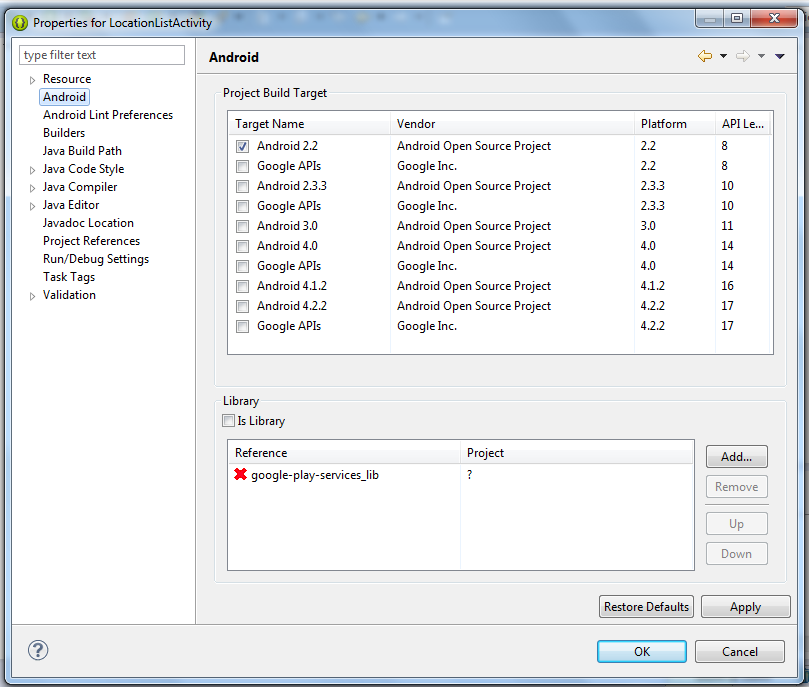 Properties for LocationListActivity
type filter text
Resource
Android
Android Lint Preferences
Builders
Java Build Path
Java Code Style
Java Compiler
Java Editor
Javadoc Location
Project References
Run/Debug Settings
Task Tags
Validation
Android
Project Build Target
Target Name Vendor Platform API Le...
Android 2.2 Android Open Source Project 2.2 8
Google APIs Google Inc. 2.2 8
Android 2.3.3 Android Open Source Project 2.3.3 10
Google APIs Google Inc. 2.3.3 10
Android 3.0 Android Open Source Project 3.0 11
Android 4.0 Android Open Source Project 4.0 14
Google APIs Google Inc. 4.0 14
Android 4.1.2 Android Open Source Project 4.1.2 16
Android 4.2.2 Android Open Source Project 4.2.2 17
Google APIs Google Inc. 4.2.2 17
Library
Is Library
Reference Project
google-play-services_lib ?
Add...
Remove
Up
Down
Restore Defaults Apply
? OK Cancel